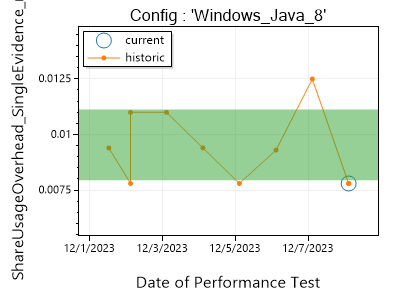 Config : 'Windows_Java_8'
current
historic
0.0125
0.01
0.0075
ShareUsageOverhead_SingleEvidence_
12/1/2023
12/3/2023
12/5/2023
12/7/2023
Date of Performance Test